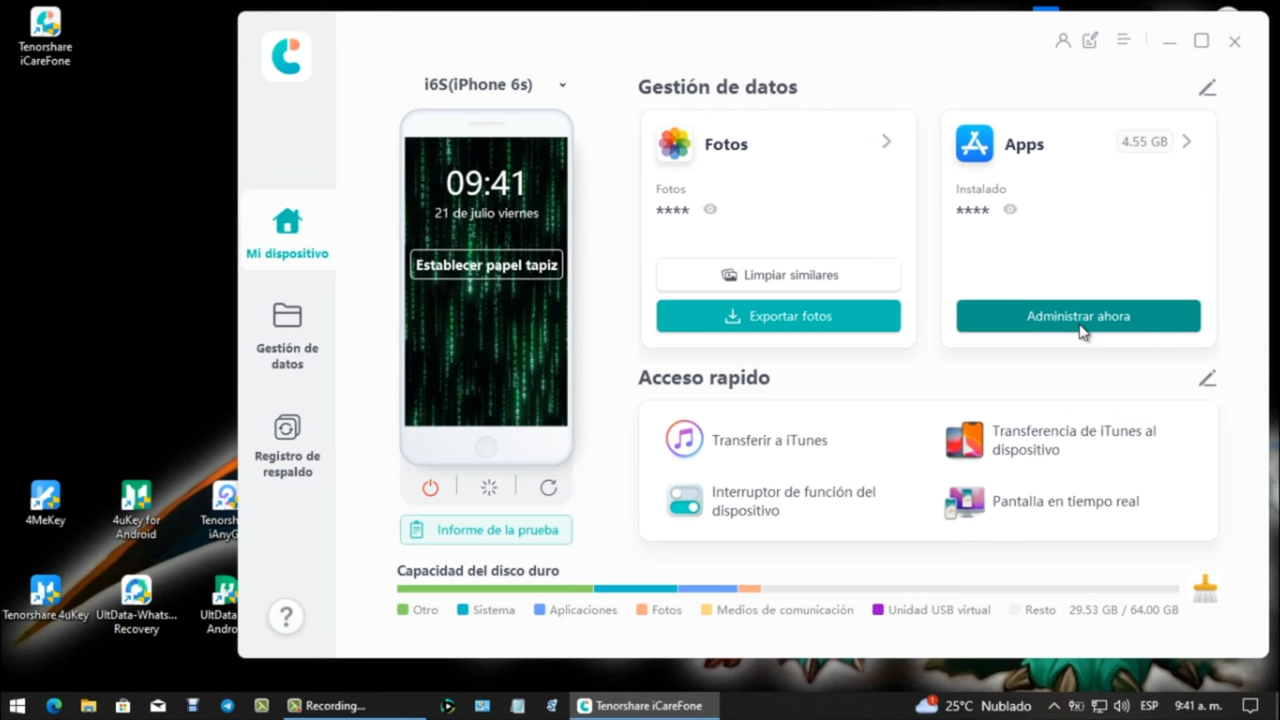 Tenorshare
iCareFone
4MeKey
4uKey for
Android
Tenorsh
iAnyG
Tenorshare 4uKey
UltData-Whats...
Recovery
UltData
Andro
Mi dispositivo
Gestión de
datos
Registro de
respaldo
?
i6S(iPhone 6s)
09:41
21 de julio viernes
Establecer papel tapiz
Informe de la prueba
Gestión de datos
Fotos
Fotos
****
Limpiar similares
Exportar fotos
Apps
4.55 GB
Instalado
****
Administrar ahora
Acceso rapido
Transferir a iTunes
Transferencia de iTunes al
dispositivo
Interruptor de función del
dispositivo
Pantalla en tiempo real
Capacidad del disco duro
Otro Sistema Aplicaciones Fotos Medios de comunicación Unidad USB virtual Resto 29.53 GB / 64.00 GB
Recording... Tenorshare iCareFone 25°C Nublado ESP 9:41 a. m.